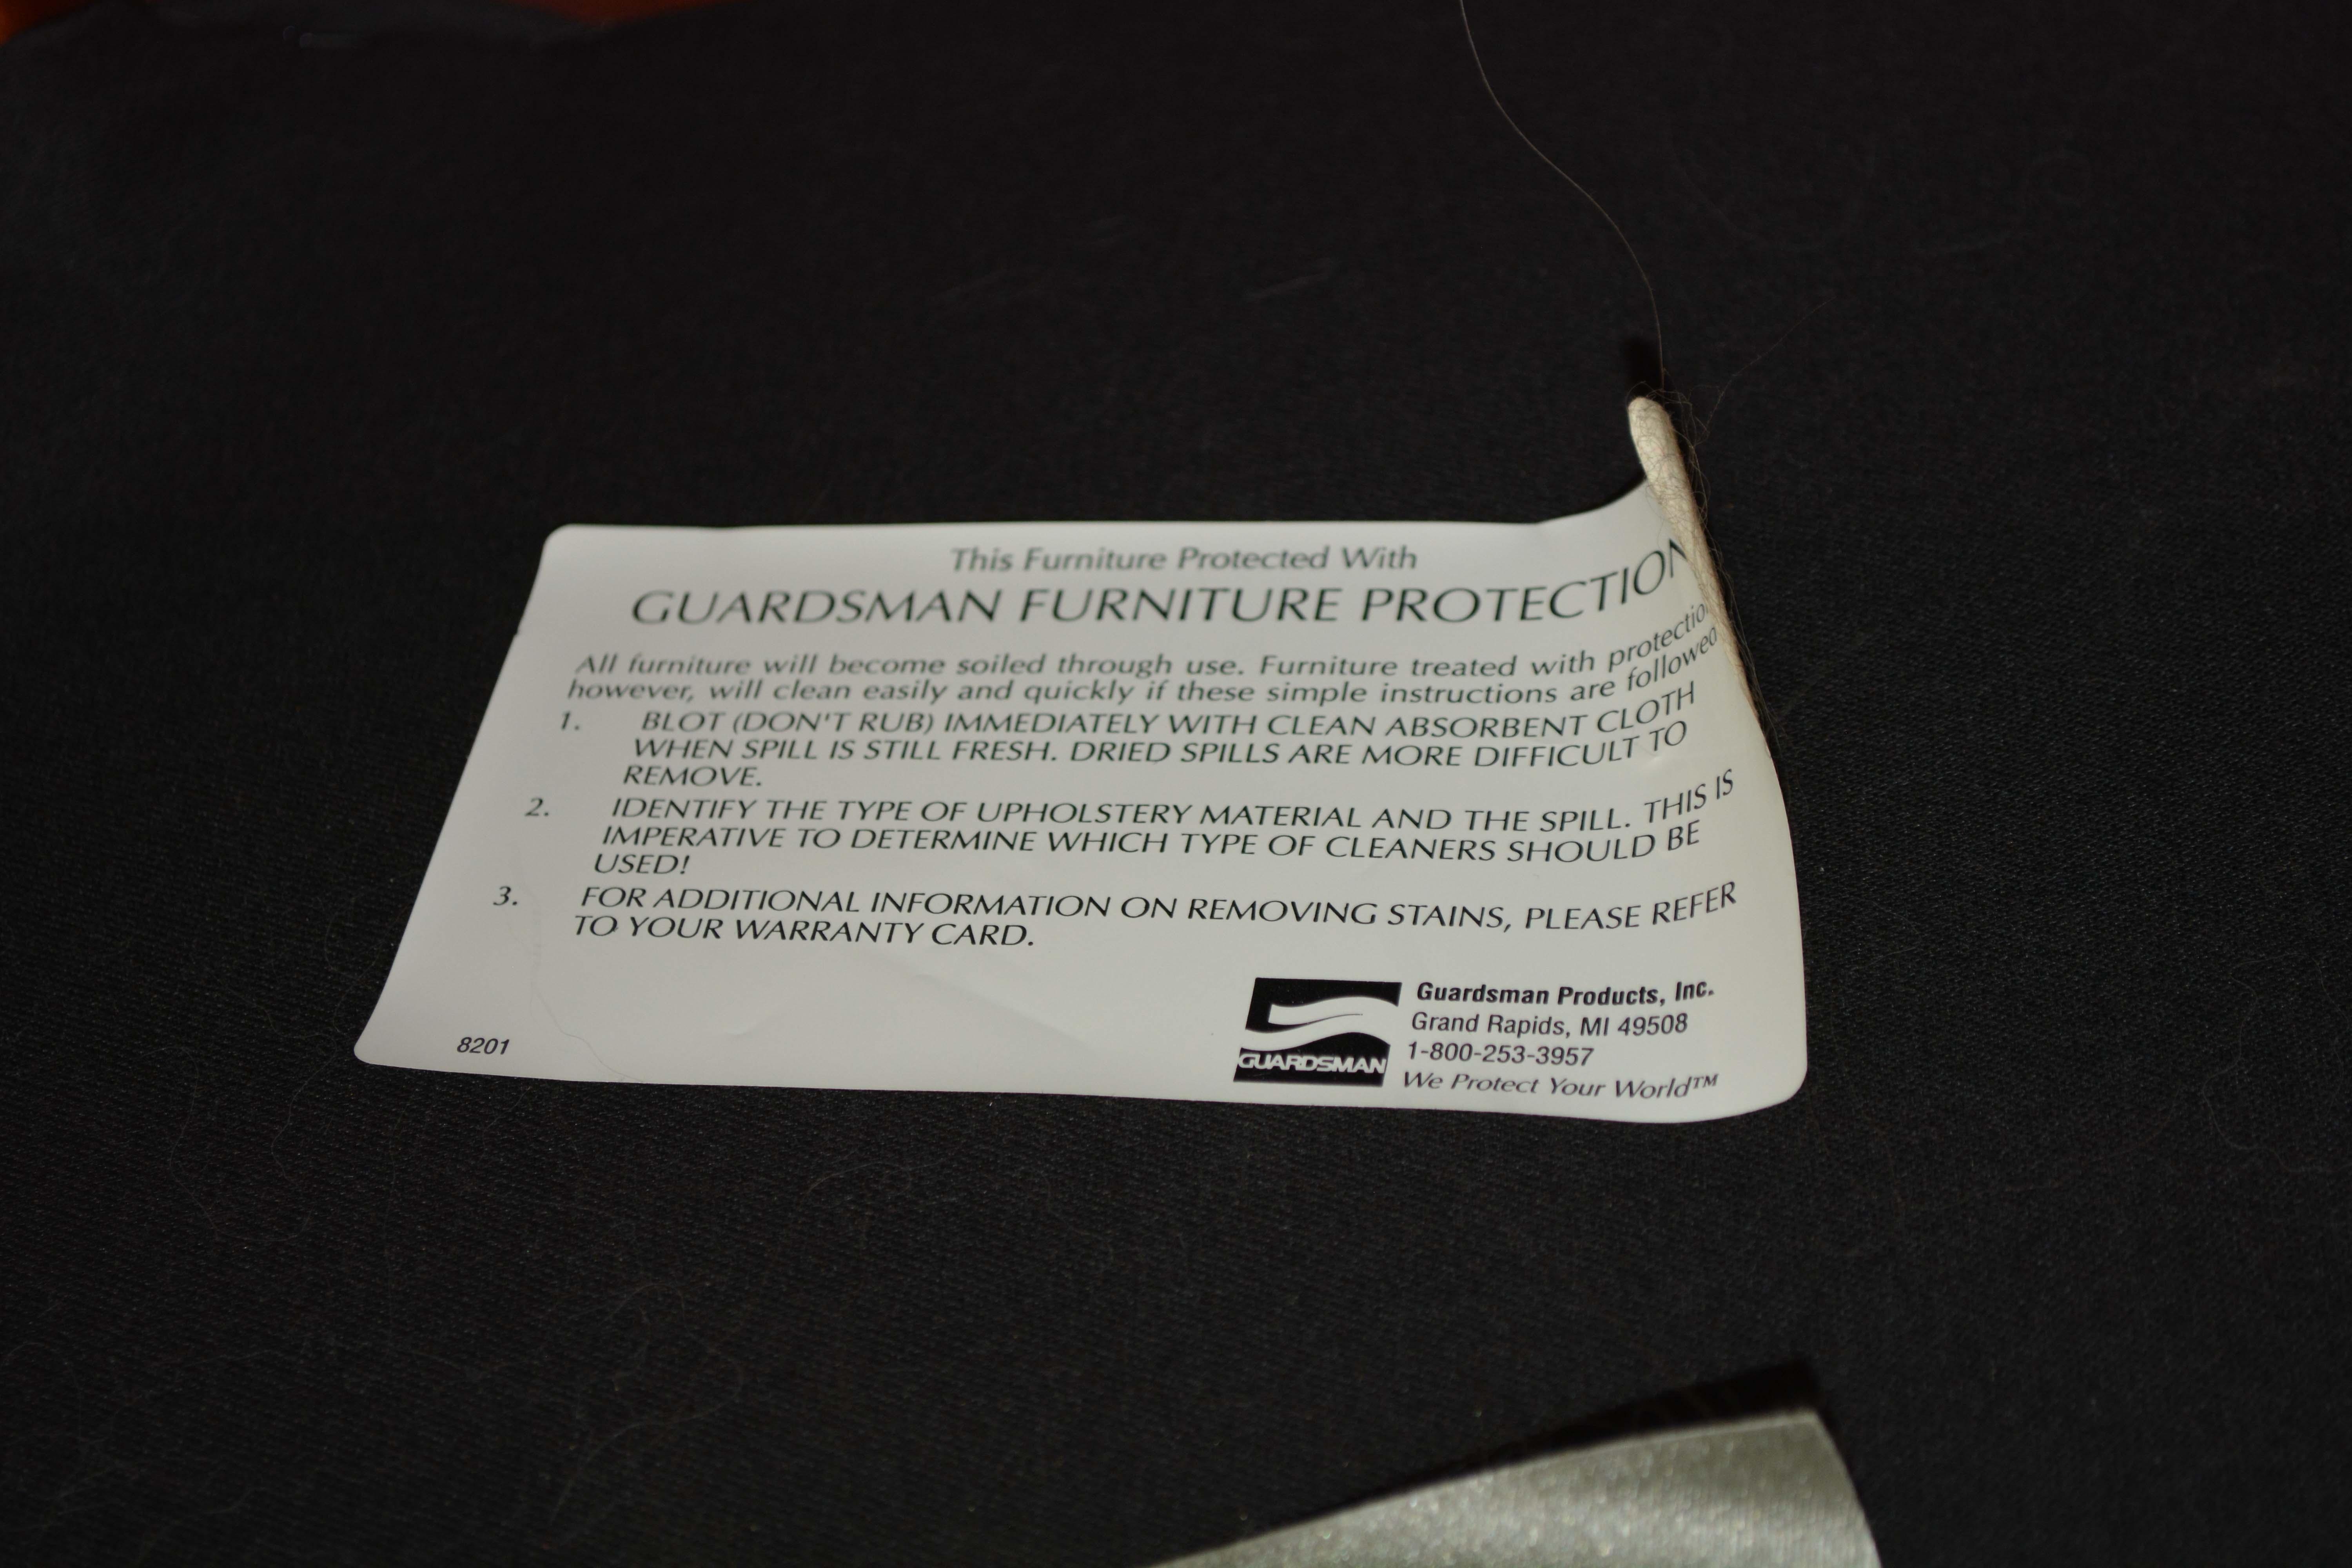 This Furniture Protected With
GUARDSMAN FURNITURE PROTECTION
All furniture will become soiled through use. Furniture treated with protection
however, will clean easily and quickly if these simple instructions are followed
1. BLOT (DON'T RUB) IMMEDIATELY WITH CLEAN ABSORBENT CLOTH
WHEN SPILL IS STILL FRESH. DRIED SPILLS ARE MORE DIFFICULT TO
REMOVE.
2. IDENTIFY THE TYPE OF UPHOLSTERY MATERIAL AND THE SPILL. THIS IS
IMPERATIVE TO DETERMINE WHICH TYPE OF CLEANERS SHOULD BE
USED!
3. FOR ADDITIONAL INFORMATION ON REMOVING STAINS, PLEASE REFER
TO YOUR WARRANTY CARD.
8201
GUARDSMAN
Guardsman Products, Inc.
Grand Rapids, MI 49508
1-800-253-3957
We Protect Your World™